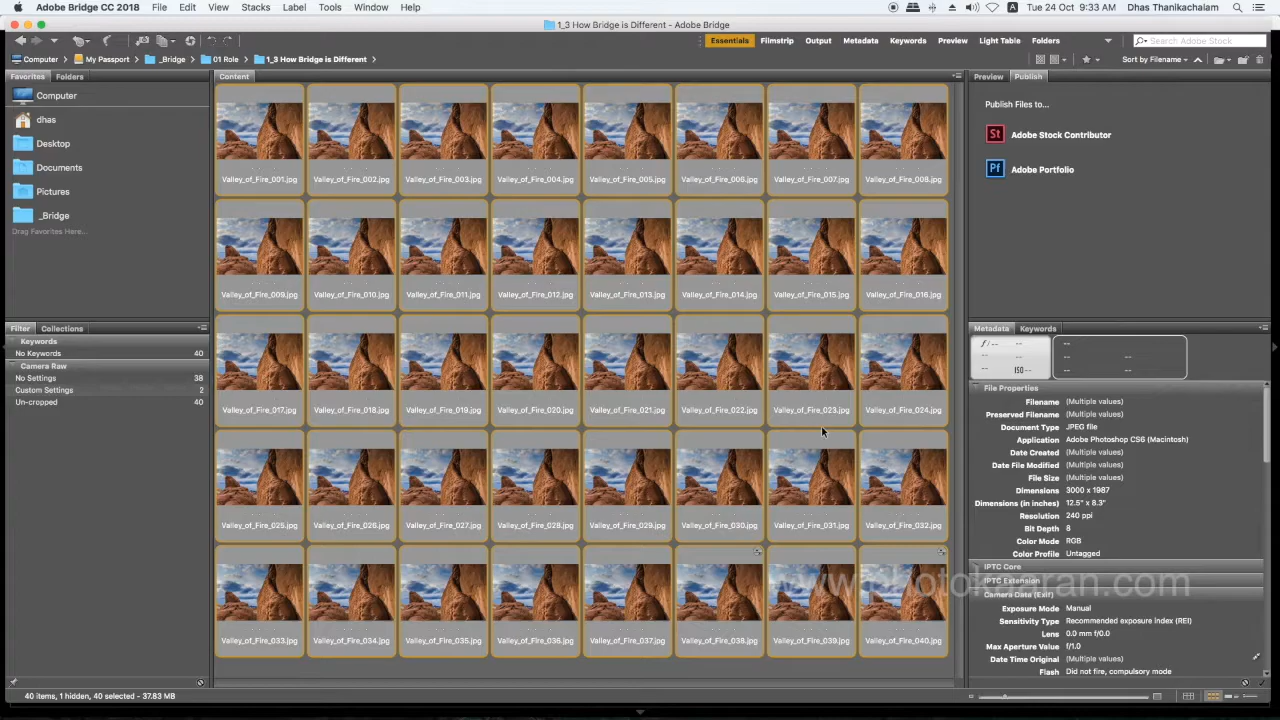 Adobe Bridge CC 2018 File Edit View Stacks Label Tools Window Help Tue 24 Oct 9:33 AM Dhas Thanikachalam
1_3 How Bridge is Different - Adobe Bridge
Essentials Filmstrip Output Metadata Keywords Preview Light Table Folders Search Adobe Stock
Computer My Passport _Bridge 01 Role 1_3 How Bridge is Different Sort by Filename
Favorites Folders
Computer
dhas
Desktop
Documents
Pictures
_Bridge
Drag Favorites Here...
Filter Collections
Keywords
No Keywords 40
Camera Raw
No Settings 38
Custom Settings 2
Un-cropped 40
Content
Valley_of_Fire_001.jpg Valley_of_Fire_002.jpg Valley_of_Fire_003.jpg Valley_of_Fire_004.jpg Valley_of_Fire_005.jpg Valley_of_Fire_006.jpg Valley_of_Fire_007.jpg Valley_of_Fire_008.jpg
Valley_of_Fire_009.jpg Valley_of_Fire_010.jpg Valley_of_Fire_011.jpg Valley_of_Fire_012.jpg Valley_of_Fire_013.jpg Valley_of_Fire_014.jpg Valley_of_Fire_015.jpg Valley_of_Fire_016.jpg
Valley_of_Fire_017.jpg Valley_of_Fire_018.jpg Valley_of_Fire_019.jpg Valley_of_Fire_020.jpg Valley_of_Fire_021.jpg Valley_of_Fire_022.jpg Valley_of_Fire_023.jpg Valley_of_Fire_024.jpg
Valley_of_Fire_025.jpg Valley_of_Fire_026.jpg Valley_of_Fire_027.jpg Valley_of_Fire_028.jpg Valley_of_Fire_029.jpg Valley_of_Fire_030.jpg Valley_of_Fire_031.jpg Valley_of_Fire_032.jpg
Valley_of_Fire_033.jpg Valley_of_Fire_034.jpg Valley_of_Fire_035.jpg Valley_of_Fire_036.jpg Valley_of_Fire_037.jpg Valley_of_Fire_038.jpg Valley_of_Fire_039.jpg Valley_of_Fire_040.jpg
Preview Publish
Publish Files to...
St Adobe Stock Contributor
Pf Adobe Portfolio
Metadata Keywords
f/-- -- --
-- -- --
-- ISO-- -- --
File Properties
Filename (Multiple values)
Preserved Filename (Multiple values)
Document Type JPEG file
Application Adobe Photoshop CS6 (Macintosh)
Date Created (Multiple values)
Date File Modified (Multiple values)
File Size (Multiple values)
Dimensions 3000 x 1987
Dimensions (in inches) 12.5" x 8.3"
Resolution 240 ppi
Bit Depth 8
Color Mode RGB
Color Profile Untagged
IPTC Core
IPTC Extension
Camera Data (Exif)
Exposure Mode Manual
Sensitivity Type Recommended exposure index (REI)
Lens 0.0 mm f/0.0
Max Aperture Value f/1.0
Date Time Original (Multiple values)
Flash Did not fire, compulsory mode
www.photokaaran.com
40 items, 1 hidden, 40 selected - 37.83 MB